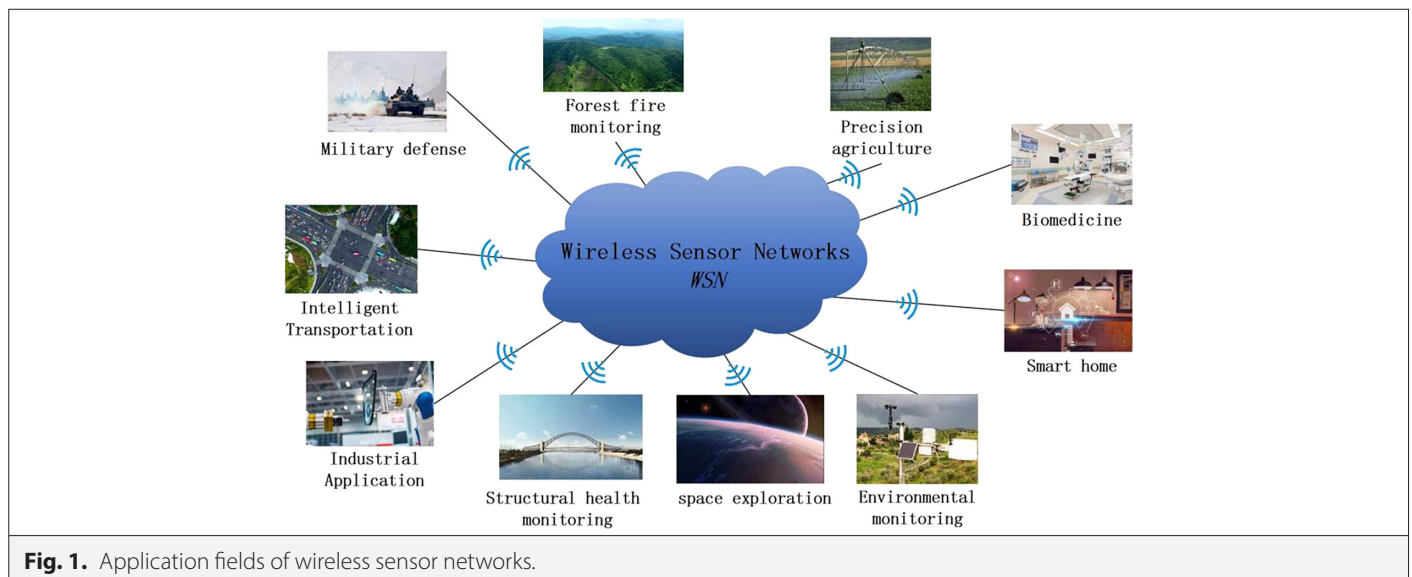 Forest fire
monitoring
Precision
agriculture
Military defense
Biomedicine
Wireless Sensor Networks
WSN
Intelligent
Transportation
Smart home
Industrial
Application
Structural health
monitoring
space exploration
Environmental
monitoring
Fig. 1. Application fields of wireless sensor networks.